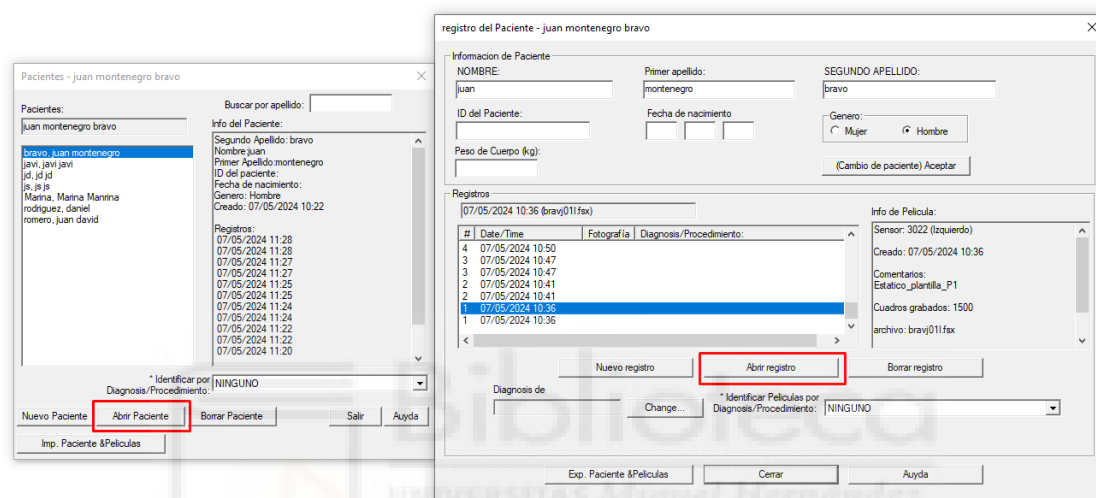 Pacientes - juan montenegro bravo
Pacientes:
juan montenegro bravo
bravo, juan montenegro
javi, javi javi
jd, jd jd
js, js js
Marina, Marina Manrina
rodriguez, daniel
romero, juan david
Buscar por apellido:
Info del Paciente:
Segundo Apellido: bravo
Nombre:juan
Primer Apellido:montenegro
ID del paciente:
Fecha de nacimiento:
Genero: Hombre
Creado: 07/05/2024 10:22
Registros:
07/05/2024 11:28
07/05/2024 11:28
07/05/2024 11:27
07/05/2024 11:27
07/05/2024 11:25
07/05/2024 11:25
07/05/2024 11:24
07/05/2024 11:24
07/05/2024 11:22
07/05/2024 11:22
07/05/2024 11:20
* Identificar por
Diagnosis/Procedimiento:
NINGUNO
Nuevo Paciente
Abrir Paciente
Borrar Paciente
Salir
Auyda
Imp. Paciente &Peliculas
registro del Paciente - juan montenegro bravo
Infomacion de Paciente
NOMBRE:
Primer apellido:
SEGUNDO APELLIDO:
juan
montenegro
bravo
ID del Paciente:
Fecha de nacimiento
Genero:
Mujer
Hombre
Peso de Cuerpo (kg):
(Cambio de paciente) Aceptar
Registros
07/05/2024 10:36 (bravj01l.fsx)
# Date/Time Fotografía Diagnosis/Procedimiento:
4 07/05/2024 10:50
3 07/05/2024 10:47
3 07/05/2024 10:47
2 07/05/2024 10:41
2 07/05/2024 10:41
1 07/05/2024 10:36
1 07/05/2024 10:36
Info de Pelicula:
Sensor: 3022 (Izquierdo)
Creado: 07/05/2024 10:36
Comentarios:
Estatico_plantilla_P1
Cuadros grabados: 1500
archivo: bravj01l.fsx
Nuevo registro
Abrir registro
Borrar registro
Diagnosis de
Change...
* Identificar Peliculas por
Diagnosis/Procedimiento:
NINGUNO
Exp. Paciente &Peliculas
Cerrar
Auyda
Biblioteca
UNIVERSITAS Miguel Hernández